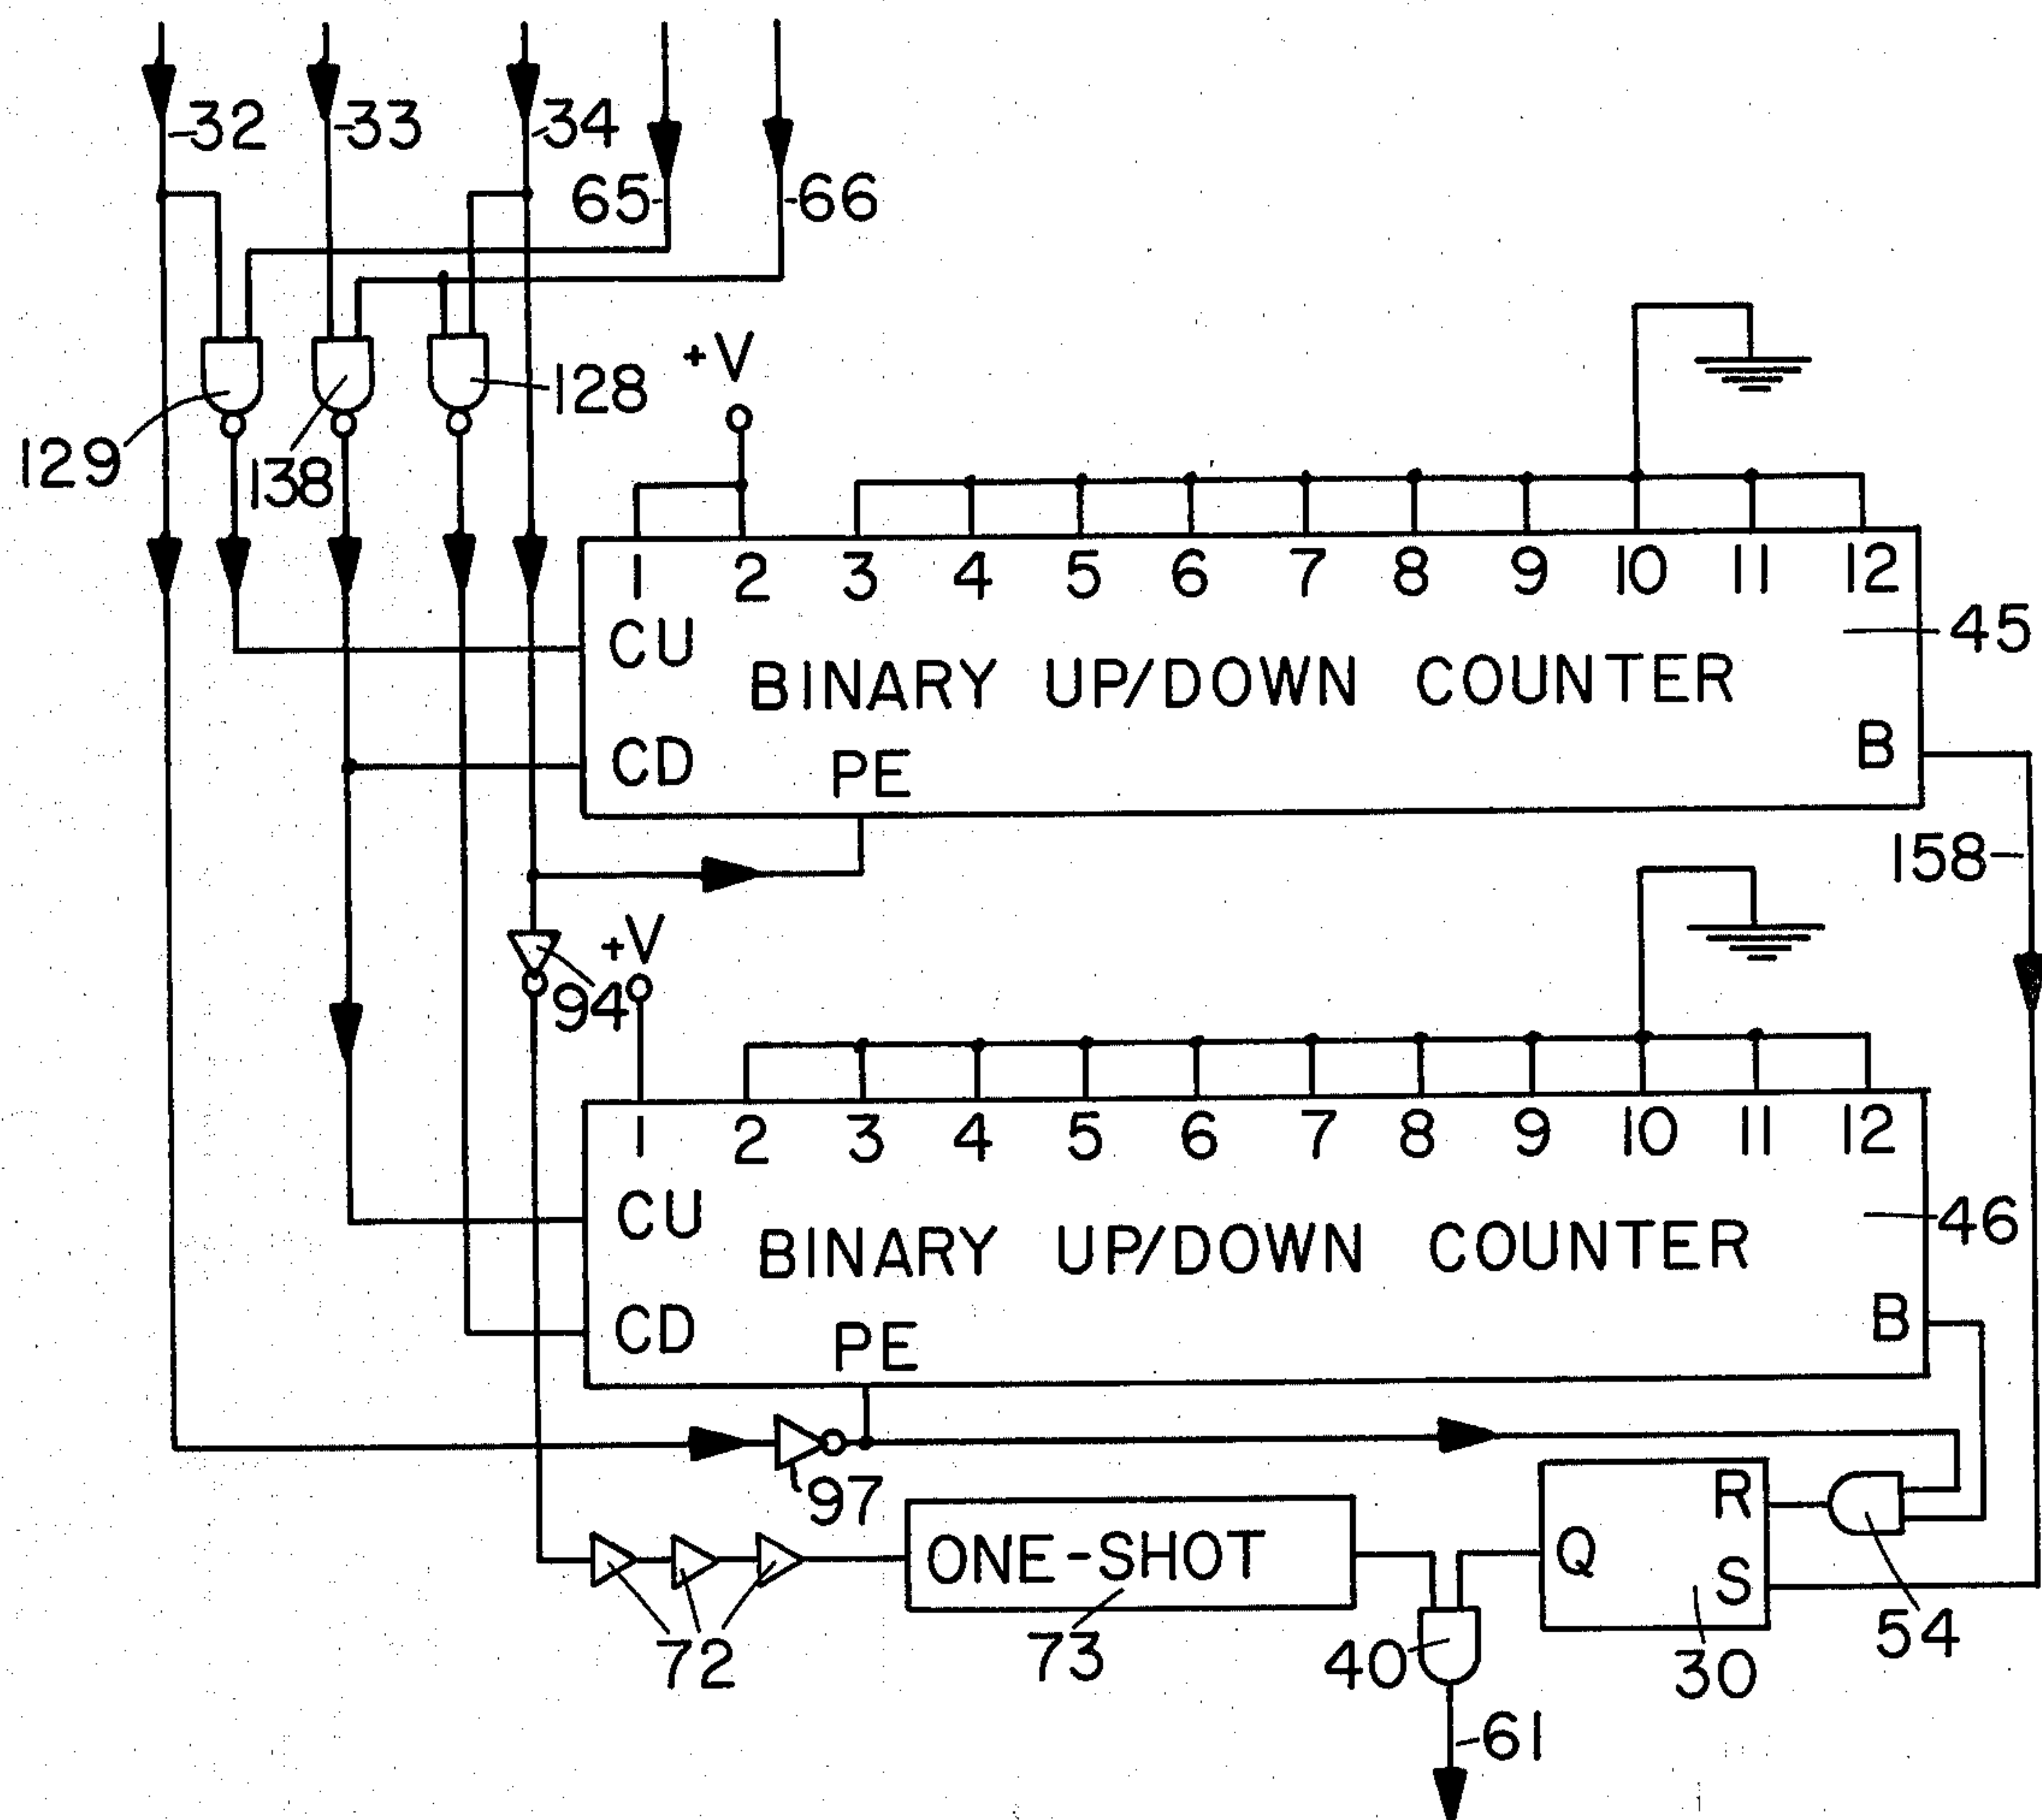 32 33 34
65 66
129 138 128 +V
1 2 3 4 5 6 7 8 9 10 11 12
CU
BINARY UP/DOWN COUNTER
45
CD PE B
158
94 +V
1 2 3 4 5 6 7 8 9 10 11 12
CU
BINARY UP/DOWN COUNTER
46
CD PE B
97
ONE-SHOT
Q R
S
72 73 40 30 54
61